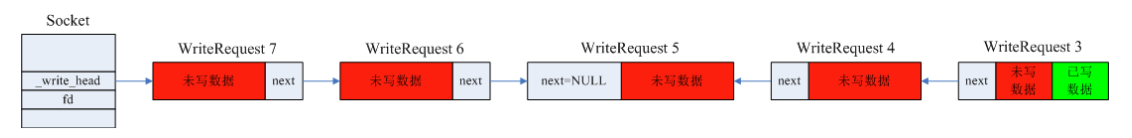 Socket
_write_head
fd
WriteRequest 7
未写数据
next
WriteRequest 6
未写数据
next
WriteRequest 5
next=NULL
未写数据
WriteRequest 4
next
未写数据
WriteRequest 3
next
未写
数据
已写
数据